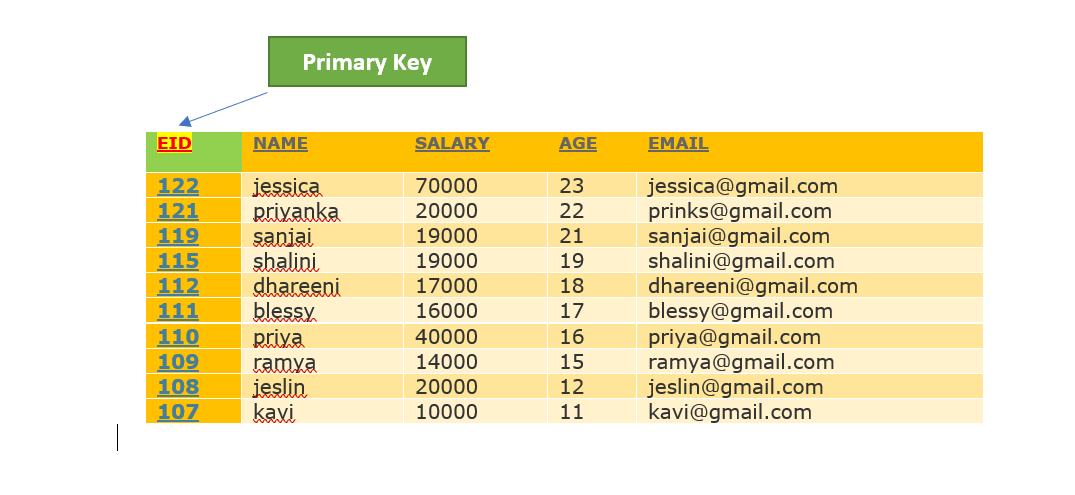 Primary Key
EID NAME SALARY AGE EMAIL
122 jessica 70000 23 jessica@gmail.com
121 priyanka 20000 22 prinks@gmail.com
119 sanjai 19000 21 sanjai@gmail.com
115 shalini 19000 19 shalini@gmail.com
112 dhareeni 17000 18 dhareeni@gmail.com
111 blessy 16000 17 blessy@gmail.com
110 priya 40000 16 priya@gmail.com
109 ramya 14000 15 ramya@gmail.com
108 jeslin 20000 12 jeslin@gmail.com
107 kavi 10000 11 kavi@gmail.com